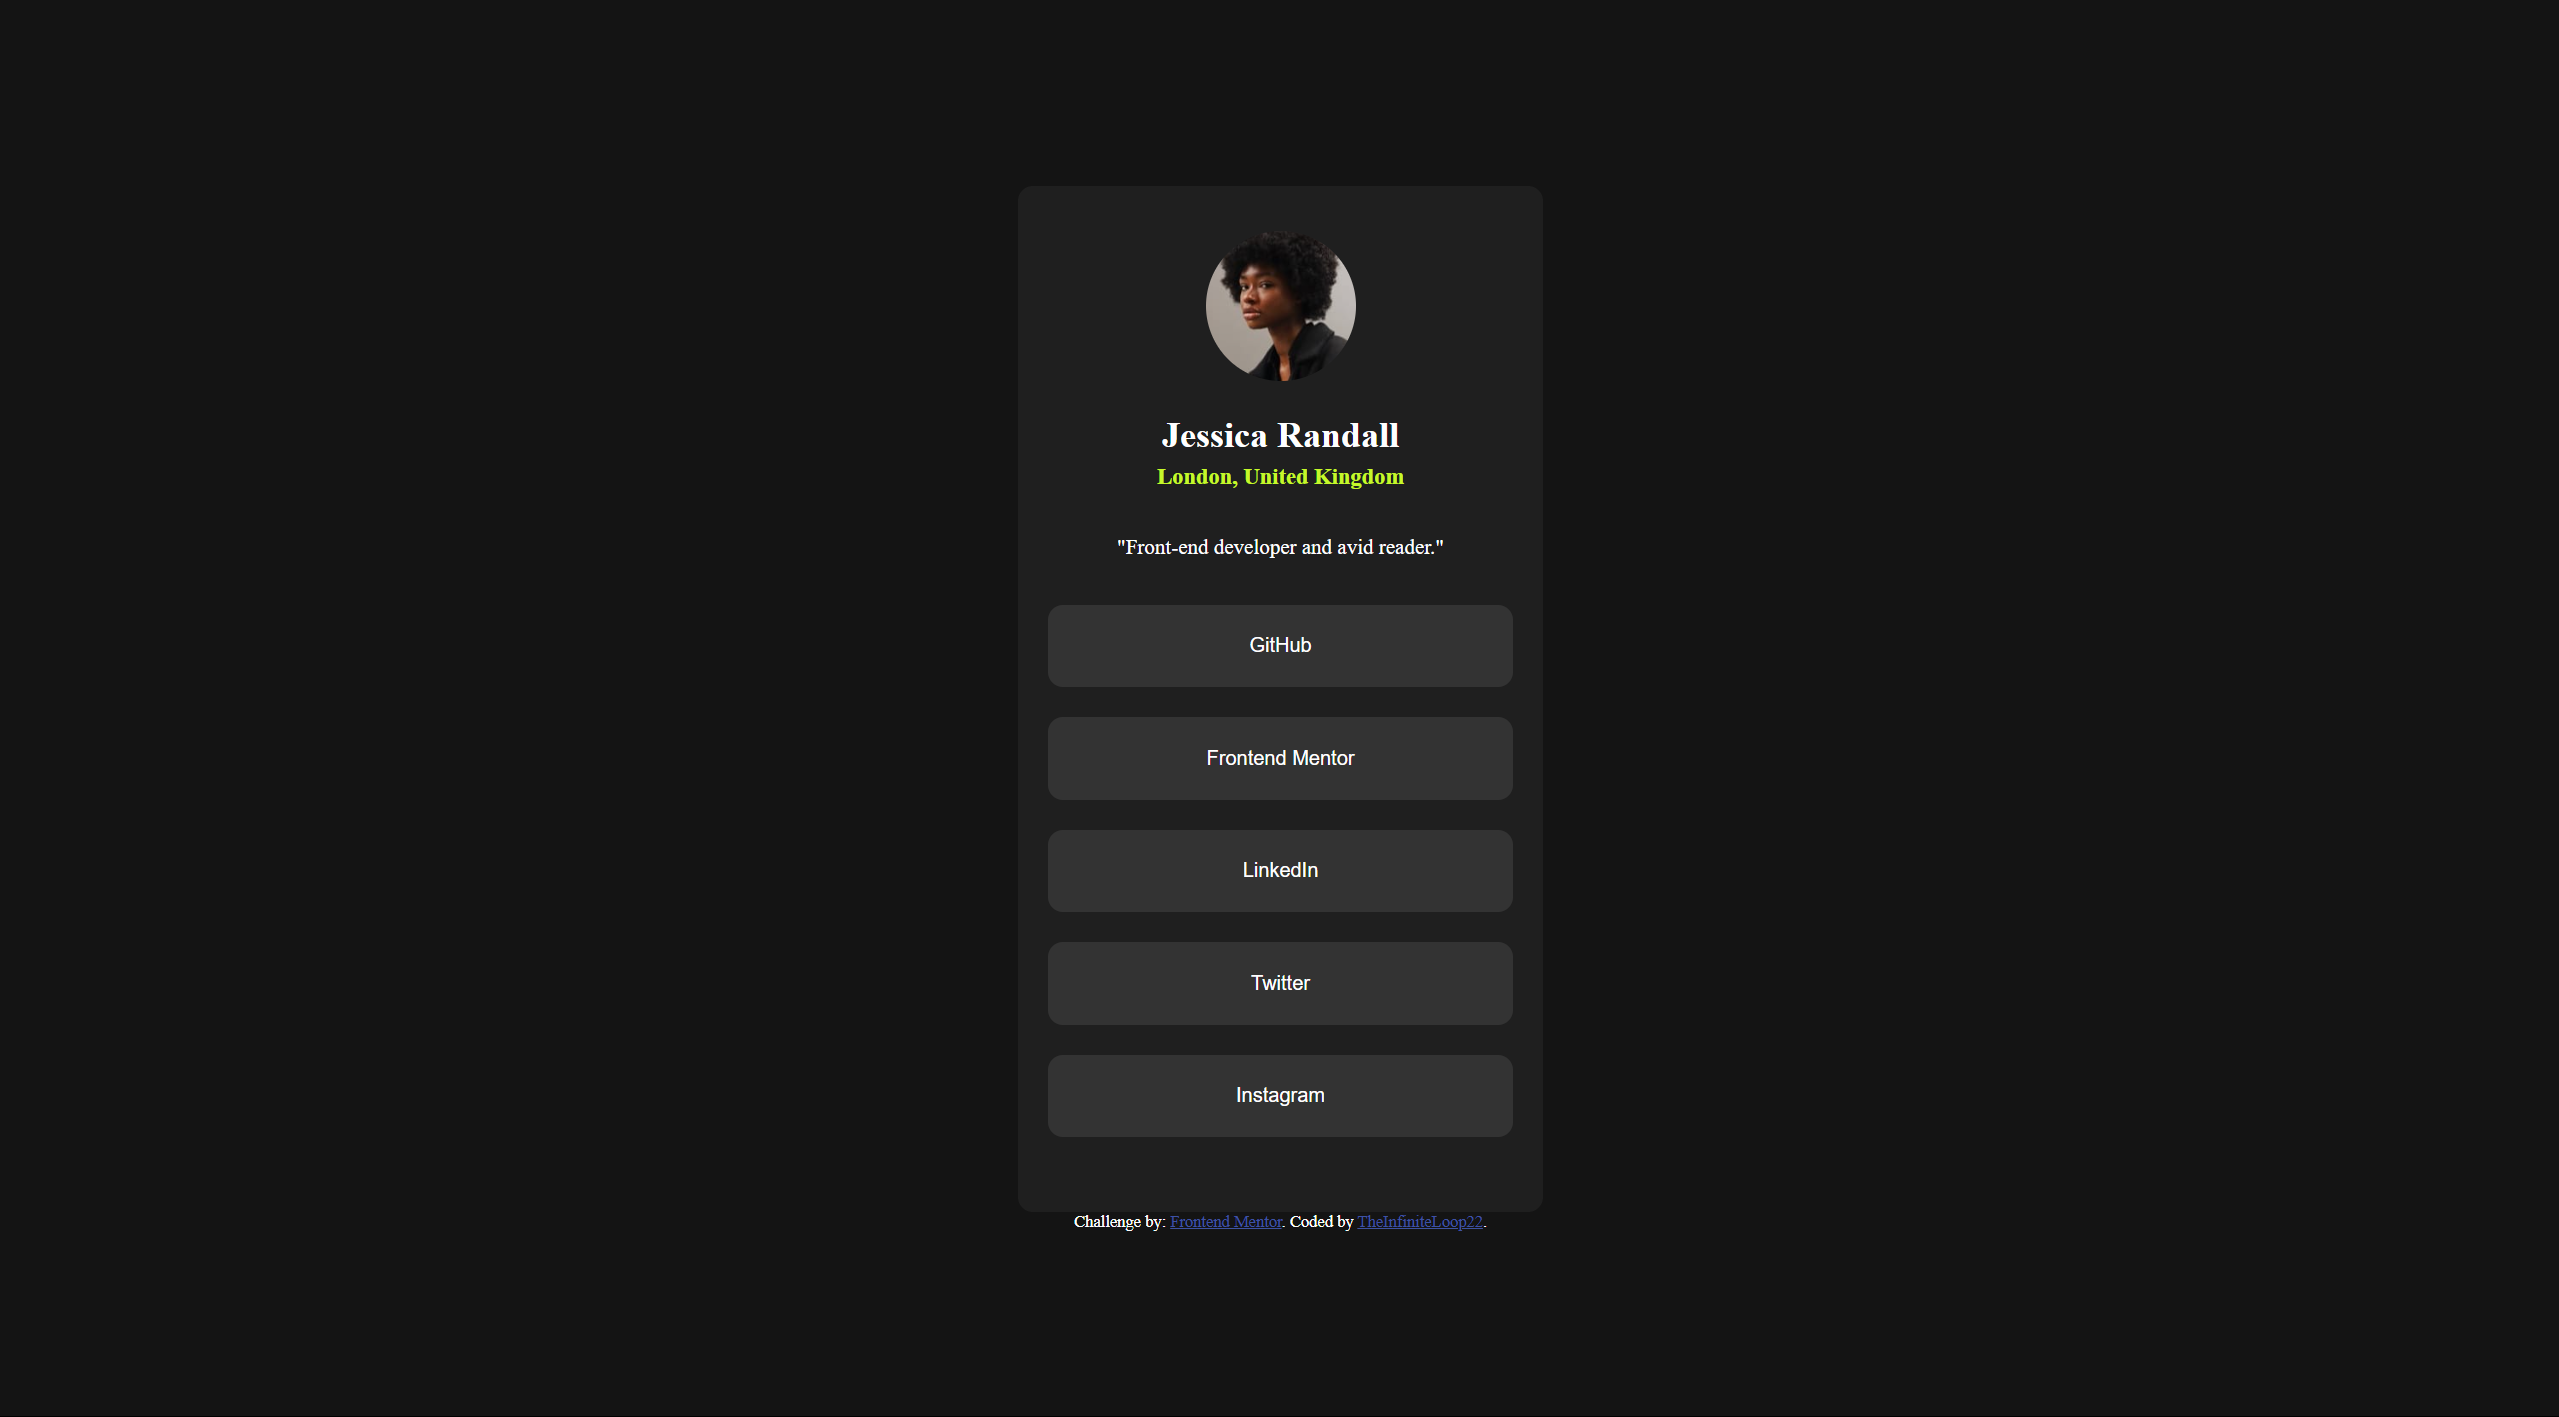 Jessica Randall
London, United Kingdom
"Front-end developer and avid reader."
GitHub
Frontend Mentor
LinkedIn
Twitter
Instagram
Challenge by: Frontend Mentor. Coded by TheInfiniteLoop22.